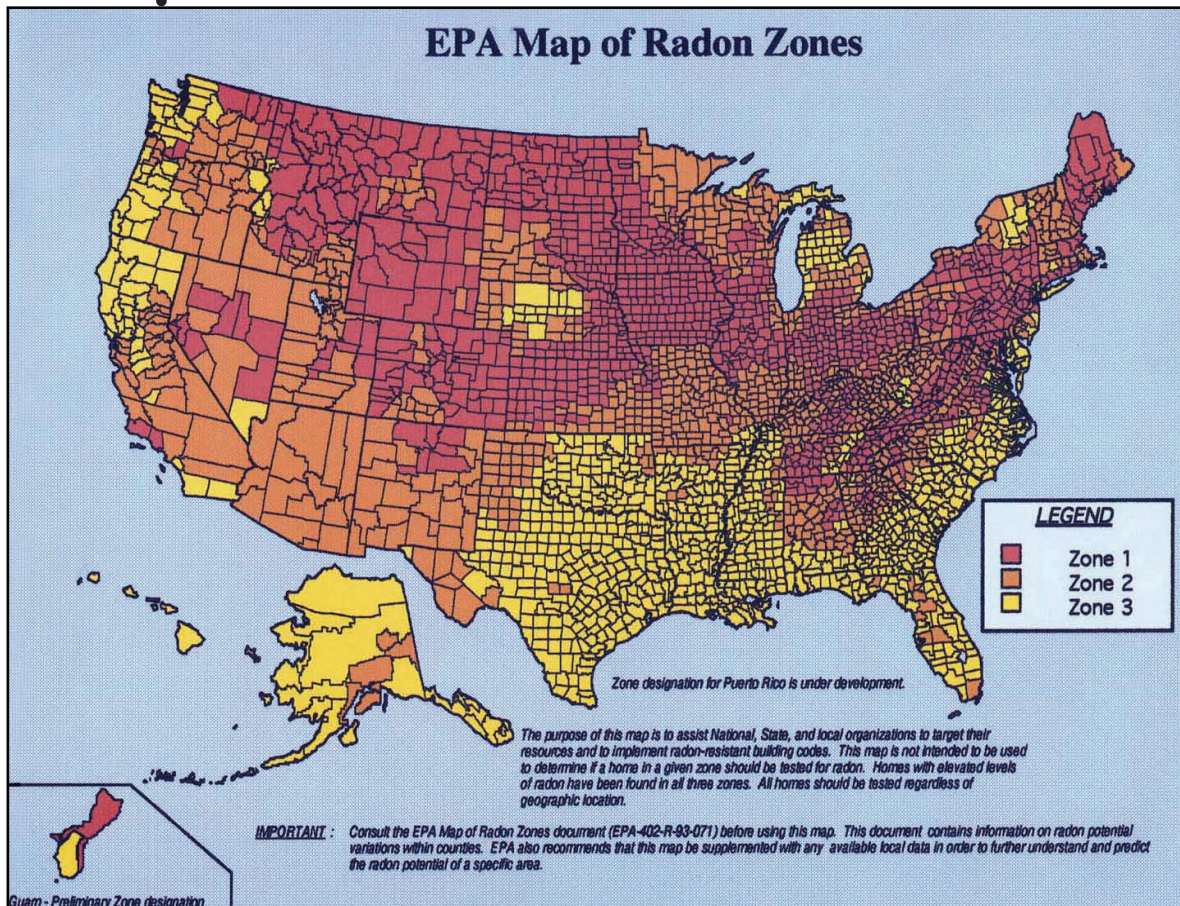 EPA Map of Radon Zones
LEGEND
Zone 1
Zone 2
Zone 3
Zone designation for Puerto Rico is under development.
The purpose of this map is to assist National, State, and local organizations to target their
resources and to implement radon-resistant building codes. This map is not intended to be used
to determine if a home in a given zone should be tested for radon. Homes with elevated levels
of radon have been found in all three zones. All homes should be tested regardless of
geographic location.
IMPORTANT : Consult the EPA Map of Radon Zones document (EPA-402-R-93-071) before using this map. This document contains information on radon potential
variations within counties. EPA also recommends that this map be supplemented with any available local data in order to further understand and predict
the radon potential of a specific area.
Guam - Preliminary Zone designation